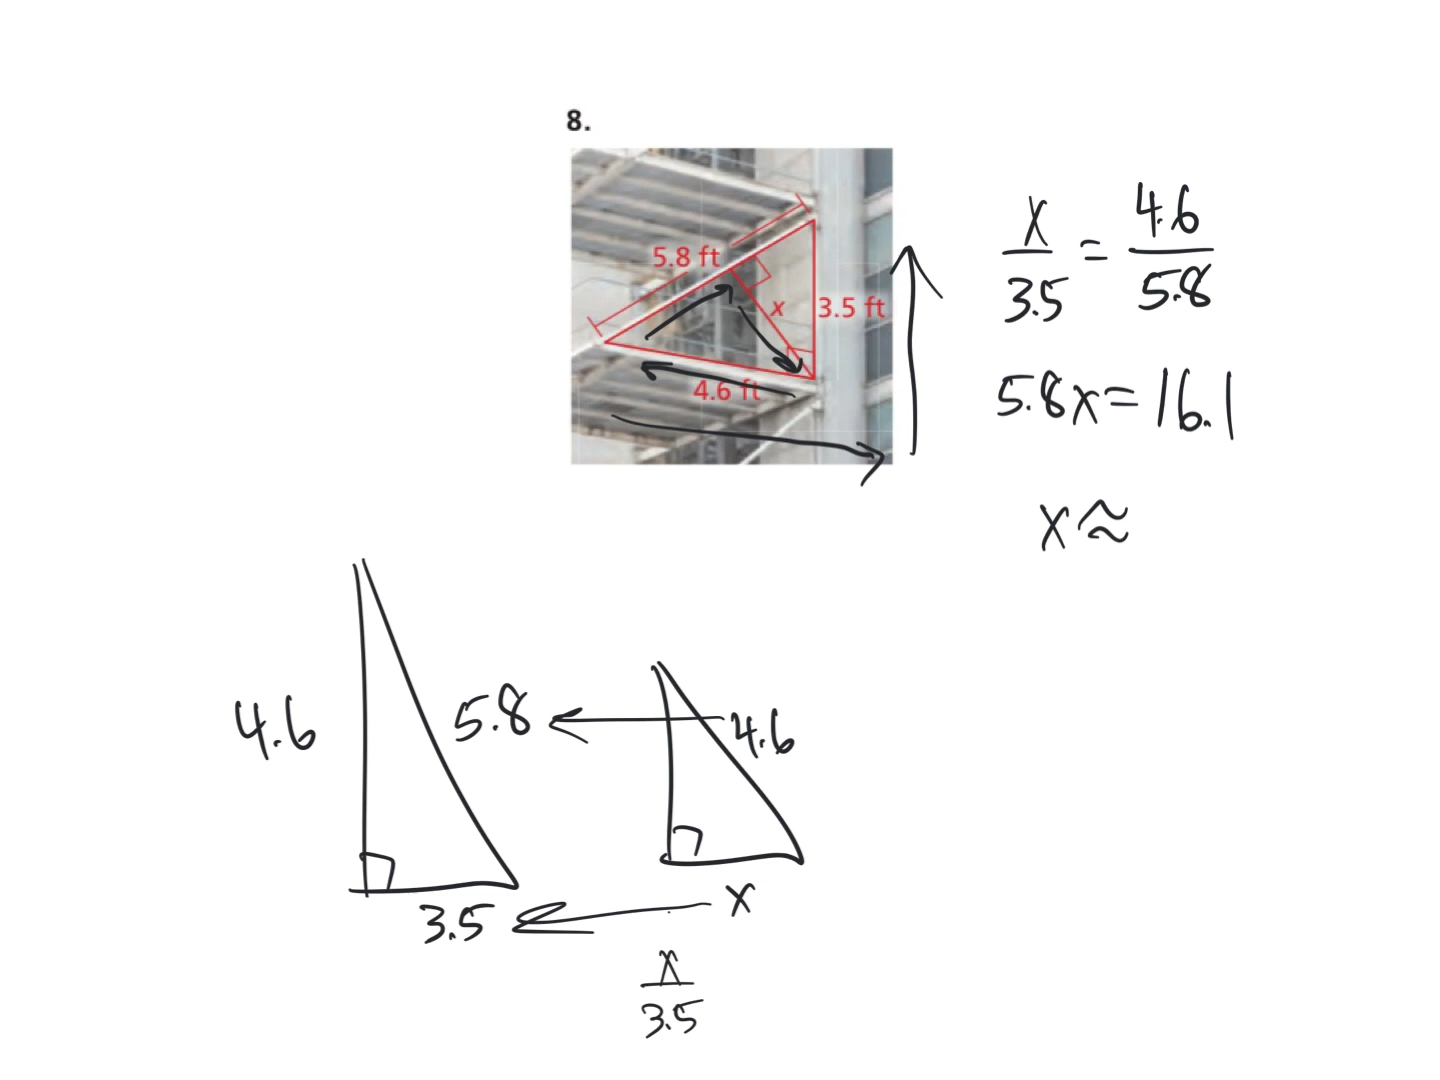 8.
5.8 ft
x
3.5 ft
4.6 ft
x/3.5 = 4.6/5.8
5.8x = 16.1
x ≈
4.6
5.8
3.5
4.6
x
x/3.5